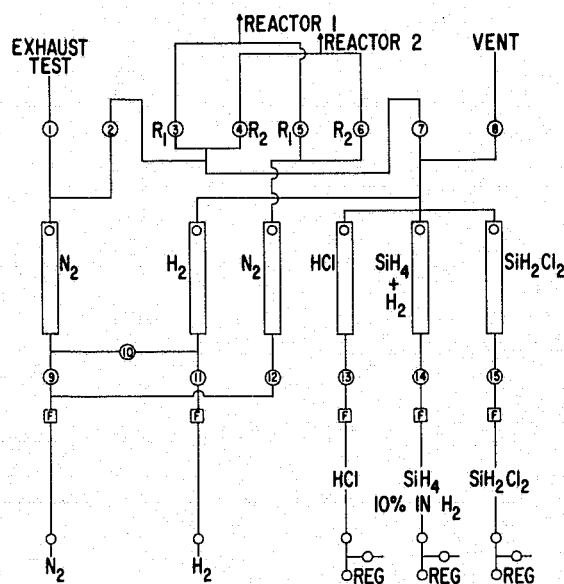 REACTOR 1
REACTOR 2
EXHAUST
TEST
VENT
1
2
R1
3
4
R2
R1
5
6
R2
7
8
N2
H2
N2
HCl
SiH4
+
H2
SiH2Cl2
10
9
11
12
13
14
15
F
F
F
F
F
HCl
SiH4
10% IN H2
SiH2Cl2
N2
H2
REG
REG
REG